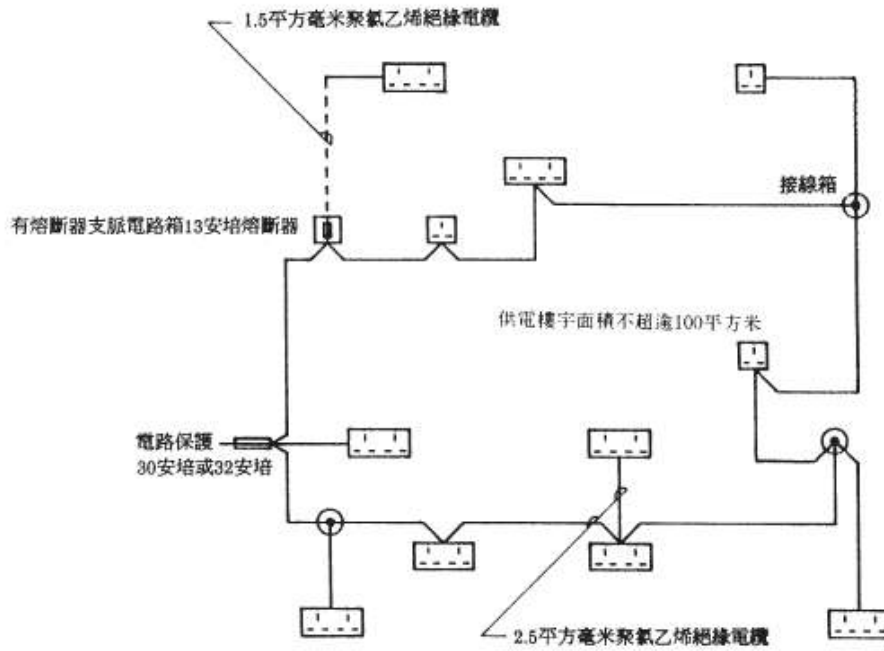 1.5平方毫米聚氯乙烯絕緣電纜
接線箱
有熔斷器支脈電路箱13安培熔斷器
供電樓宇面積不超逾100平方米
電路保護
30安培或32安培
2.5平方毫米聚氯乙烯絕緣電纜